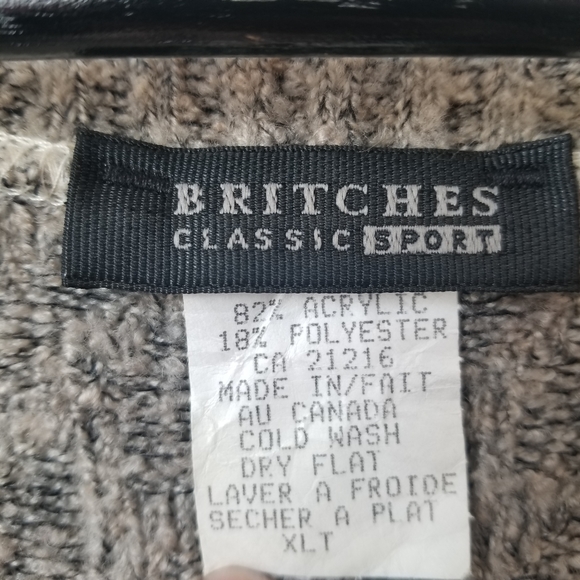 BRITCHES
CLASSIC SPORT
82% ACRYLIC
18% POLYESTER
CA 21216
MADE IN/FAIT
AU CANADA
COLD WASH
DRY FLAT
LAVER A FROIDE
SECHER A PLAT
XLT